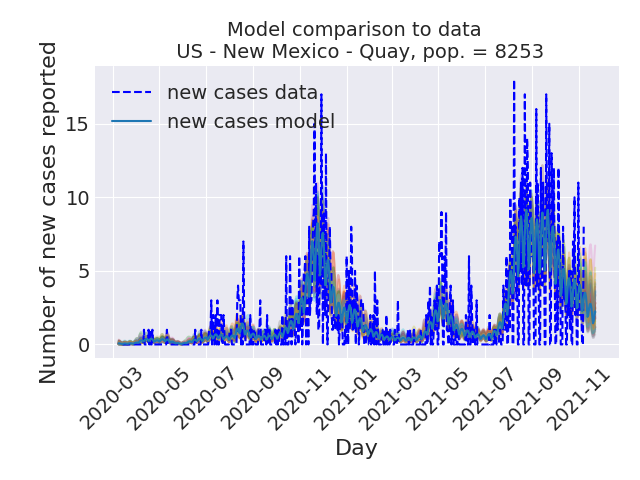 Model comparison to data
US - New Mexico - Quay, pop. = 8253
new cases data
new cases model
Number of new cases reported
15
10
5
0
2020-03
2020-05
2020-07
2020-09
2020-11
2021-01
2021-03
2021-05
2021-07
2021-09
2021-11
Day